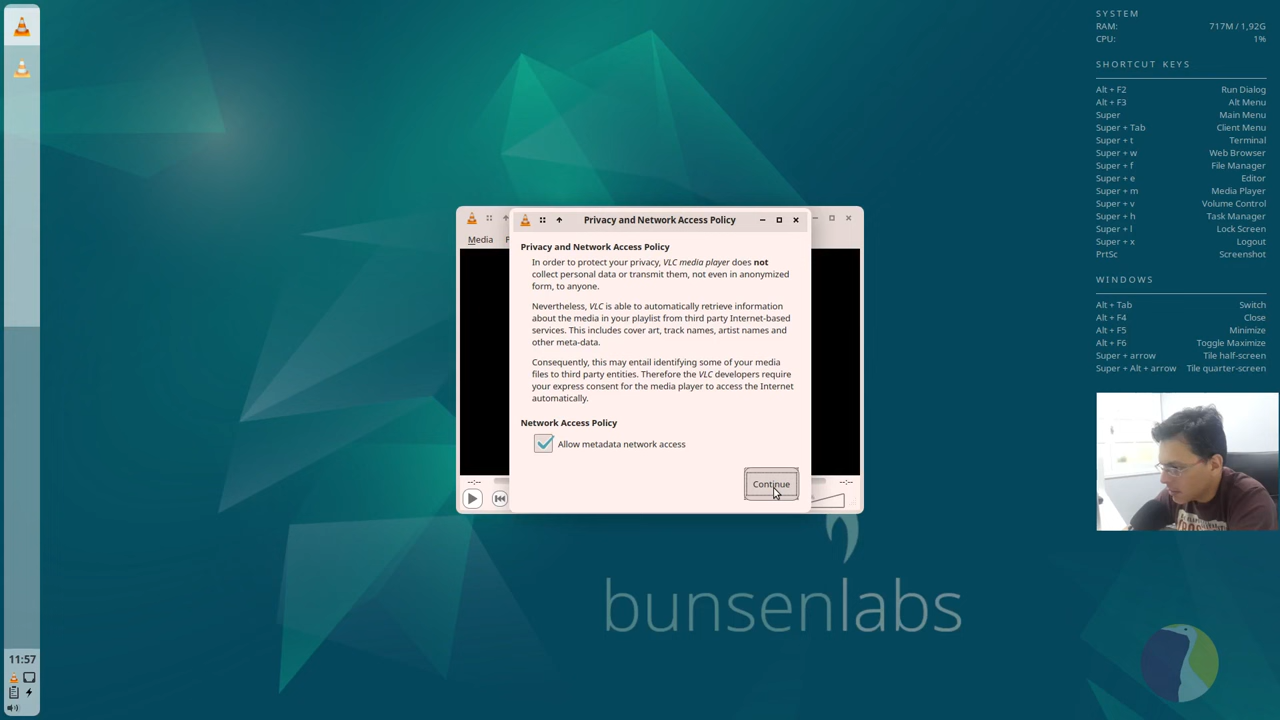 SYSTEM
RAM: 717M / 1,92G
CPU: 1%
SHORTCUT KEYS
Alt + F2 Run Dialog
Alt + F3 Alt Menu
Super Main Menu
Super + Tab Client Menu
Super + t Terminal
Super + w Web Browser
Super + f File Manager
Super + e Editor
Super + m Media Player
Super + v Volume Control
Super + h Task Manager
Super + l Lock Screen
Super + x Logout
PrtSc Screenshot
WINDOWS
Alt + Tab Switch
Alt + F4 Close
Alt + F5 Minimize
Alt + F6 Toggle Maximize
Super + arrow Tile half-screen
Super + Alt + arrow Tile quarter-screen
Privacy and Network Access Policy
Media P
Privacy and Network Access Policy
In order to protect your privacy, VLC media player does not
collect personal data or transmit them, not even in anonymized
form, to anyone.
Nevertheless, VLC is able to automatically retrieve information
about the media in your playlist from third party Internet-based
services. This includes cover art, track names, artist names and
other meta-data.
Consequently, this may entail identifying some of your media
files to third party entities. Therefore the VLC developers require
your express consent for the media player to access the Internet
automatically.
Network Access Policy
Allow metadata network access
Continue
--:-- --:--
bunsenlabs
11:57